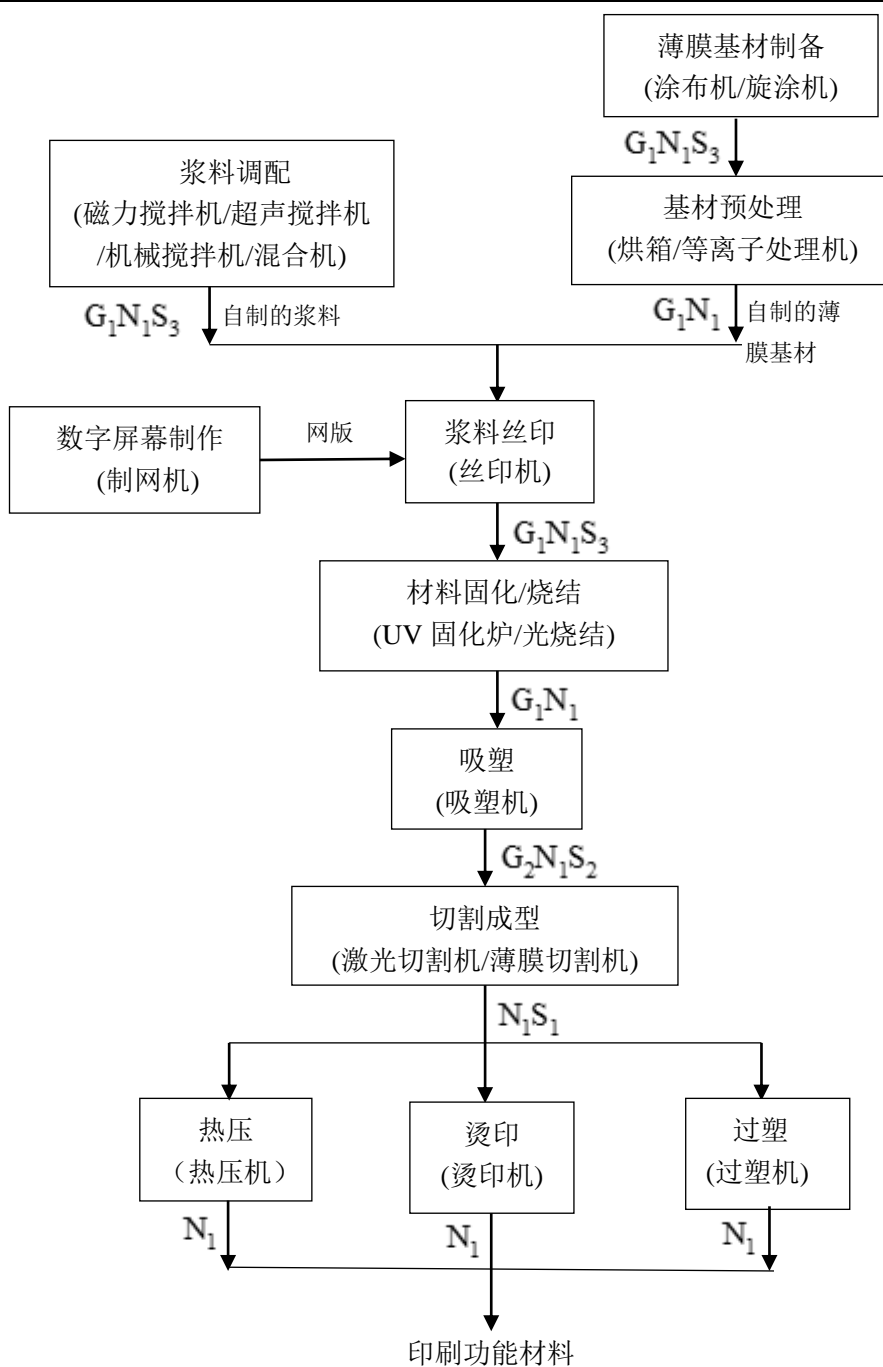 薄膜基材制备
(涂布机/旋涂机)
G₁N₁S₃
浆料调配
(磁力搅拌机/超声搅拌机
/机械搅拌机/混合机)
基材预处理
(烘箱/等离子处理机)
G₁N₁S₃
自制的浆料
G₁N₁
自制的薄
膜基材
数字屏幕制作
(制网机)
网版
浆料丝印
(丝印机)
G₁N₁S₃
材料固化/烧结
(UV 固化炉/光烧结)
G₁N₁
吸塑
(吸塑机)
G₂N₁S₂
切割成型
(激光切割机/薄膜切割机)
N₁S₁
热压
（热压机）
烫印
(烫印机)
过塑
(过塑机)
N₁
N₁
N₁
印刷功能材料